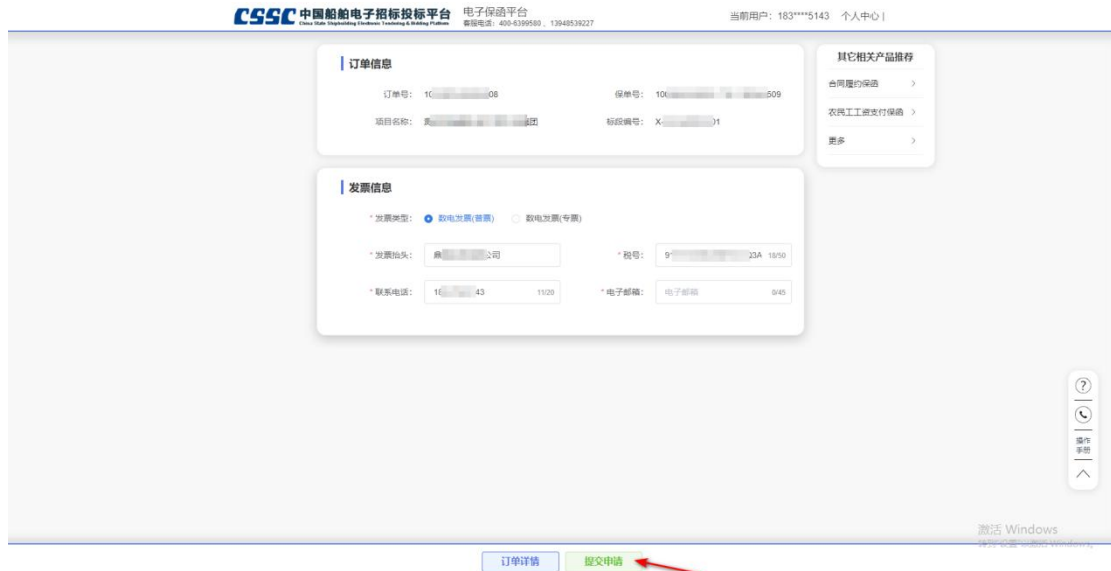 CSSC 中国船舶电子招标投标平台 电子保函平台 当前用户：183****5143 个人中心 |
China State Shipbuilding Electronic Tendering & Bidding Platform 客服电话：400-6399580 、13948539227
订单信息
订单号： 10 08 保单号： 100 509
项目名称： 集团 标段编号： X- 01
其它相关产品推荐
合同履约保函 >
农民工工资支付保函 >
更多 >
发票信息
* 发票类型： 数电发票(普票) 数电发票(专票)
* 发票抬头： 公司 * 税号： 9 03A 18/50
* 联系电话： 18 43 11/20 * 电子邮箱： 电子邮箱 0/45
?
操作
手册
激活 Windows
订单详情 提交申请